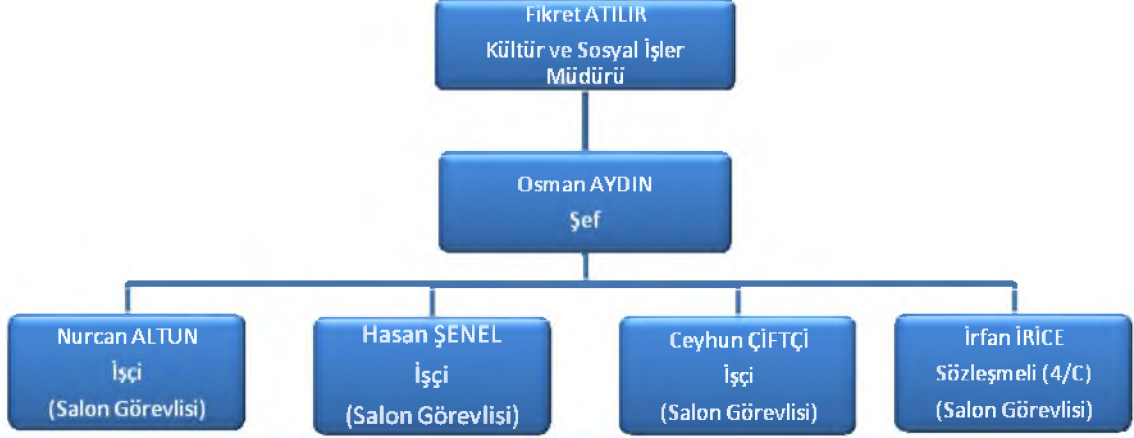 Fikret ATILIR
Kültür ve Sosyal İşler
Müdürü
Osman AYDIN
Şef
Nurcan ALTUN
İşçi
(Salon Görevlisi)
Hasan ŞENEL
İşçi
(Salon Görevlisi)
Ceyhun ÇİFTÇİ
İşçi
(Salon Görevlisi)
İrfan İRİCE
Sözleşmeli (4/C)
(Salon Görevlisi)